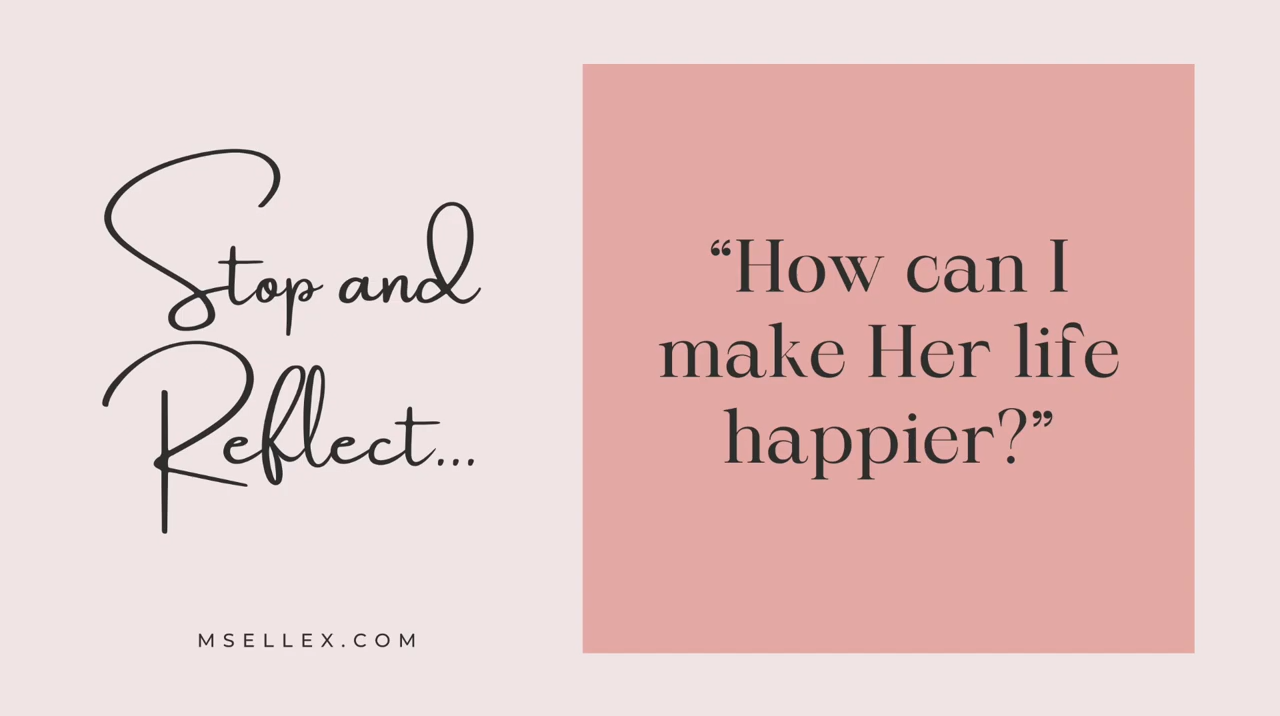 Stop and
Reflect...
MSELLEX.COM
“How can I
make Her life
happier?”